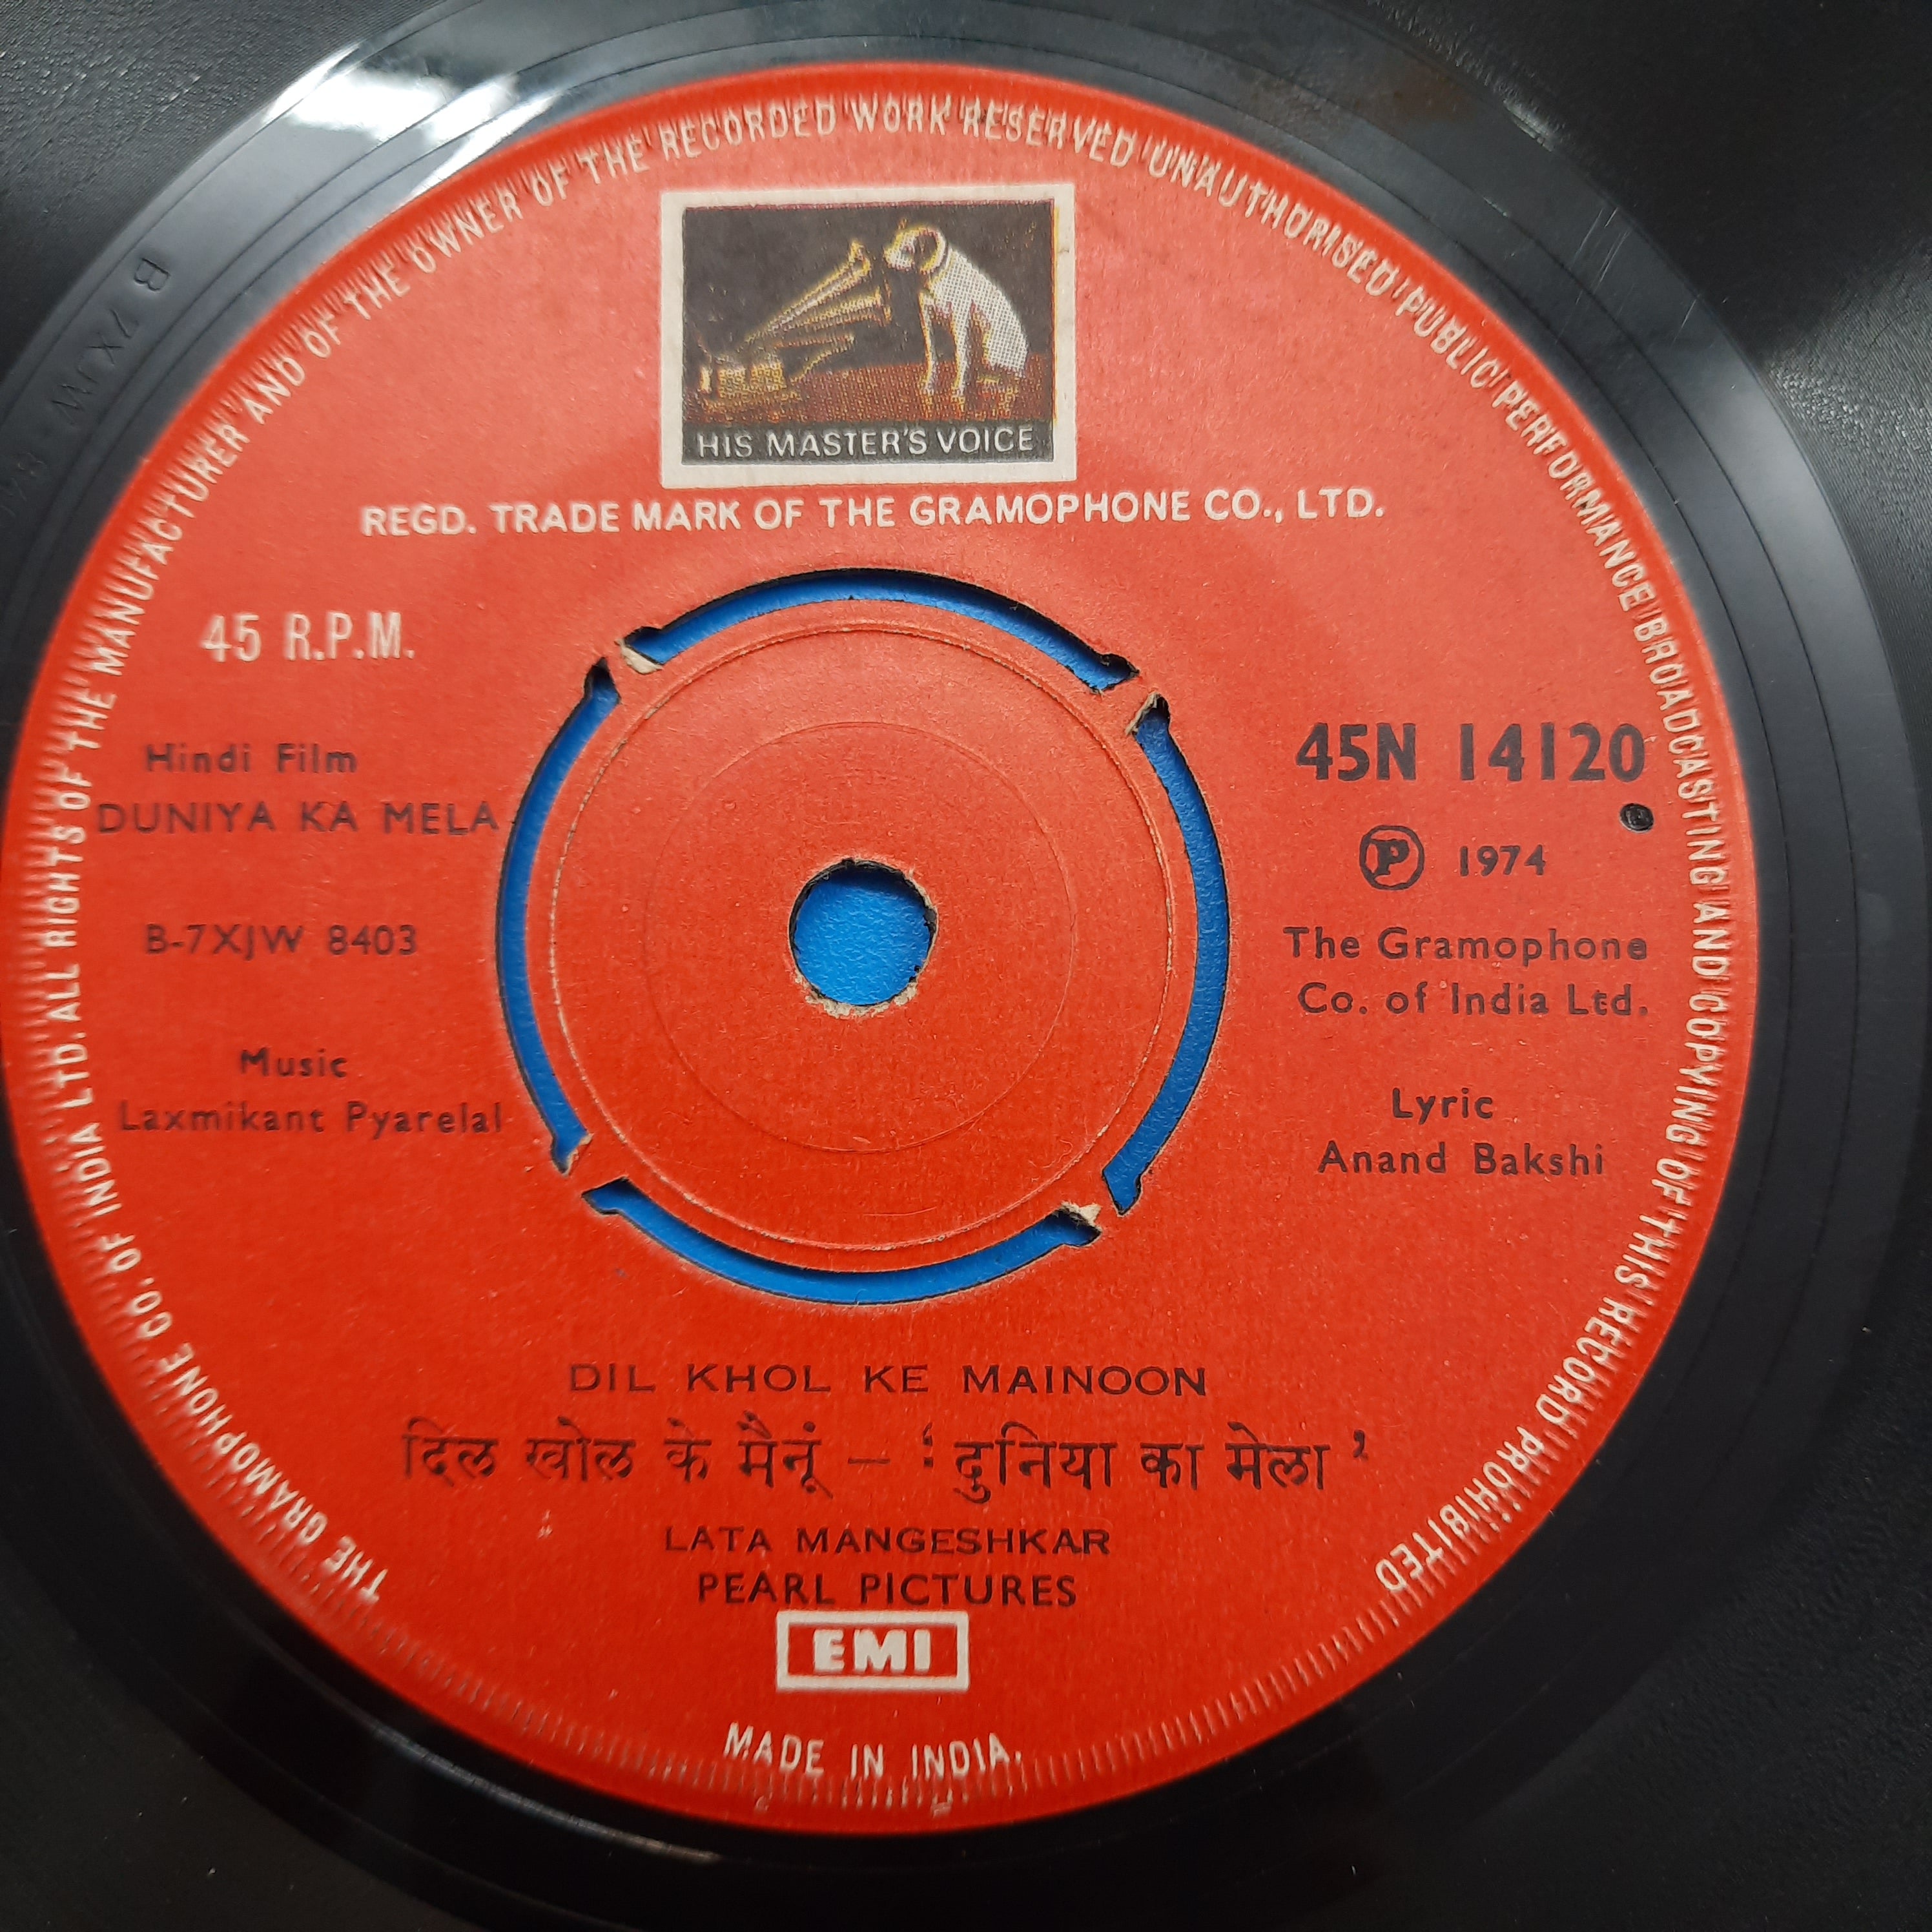 THE GRAMOPHONE CO. OF INDIA LTD. ALL RIGHTS OF THE MANUFACTURER AND OF THE OWNER OF THE RECORDED WORK RESERVED UNAUTHORISED PUBLIC PERFORMANCE BROADCASTING AND COPYING OF THIS RECORD PROHIBITED
HIS MASTER'S VOICE
REGD. TRADE MARK OF THE GRAMOPHONE CO., LTD.
45 R.P.M.
Hindi Film
DUNIYA KA MELA
B-7XJW 8403
Music
Laxmikant Pyarelal
45N 14120
Ⓟ 1974
The Gramophone
Co. of India Ltd.
Lyric
Anand Bakshi
DIL KHOL KE MAINOON
दिल खोल के मैनूं – ‘दुनिया का मेला’
LATA MANGESHKAR
PEARL PICTURES
EMI
MADE IN INDIA.
B 7XJW